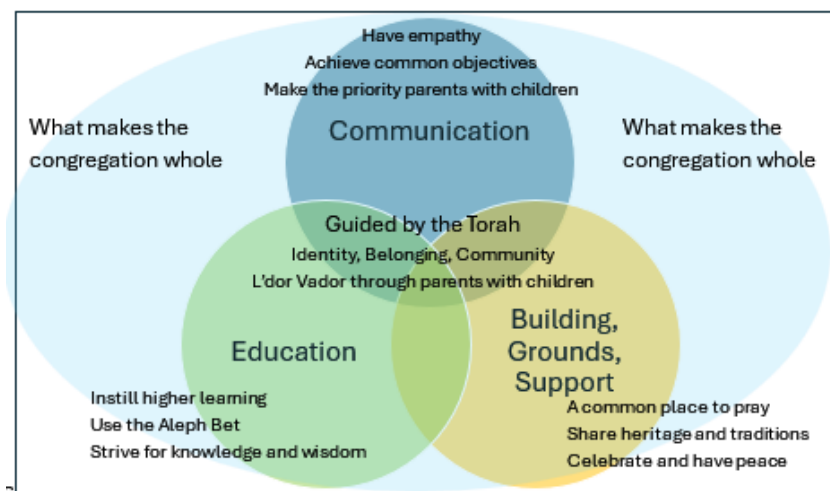 Have empathy
Achieve common objectives
Make the priority parents with children
Communication
What makes the
congregation whole
What makes the
congregation whole
Guided by the Torah
Identity, Belonging, Community
L'dor Vador through parents with children
Education
Building,
Grounds,
Support
Instill higher learning
Use the Aleph Bet
Strive for knowledge and wisdom
A common place to pray
Share heritage and traditions
Celebrate and have peace